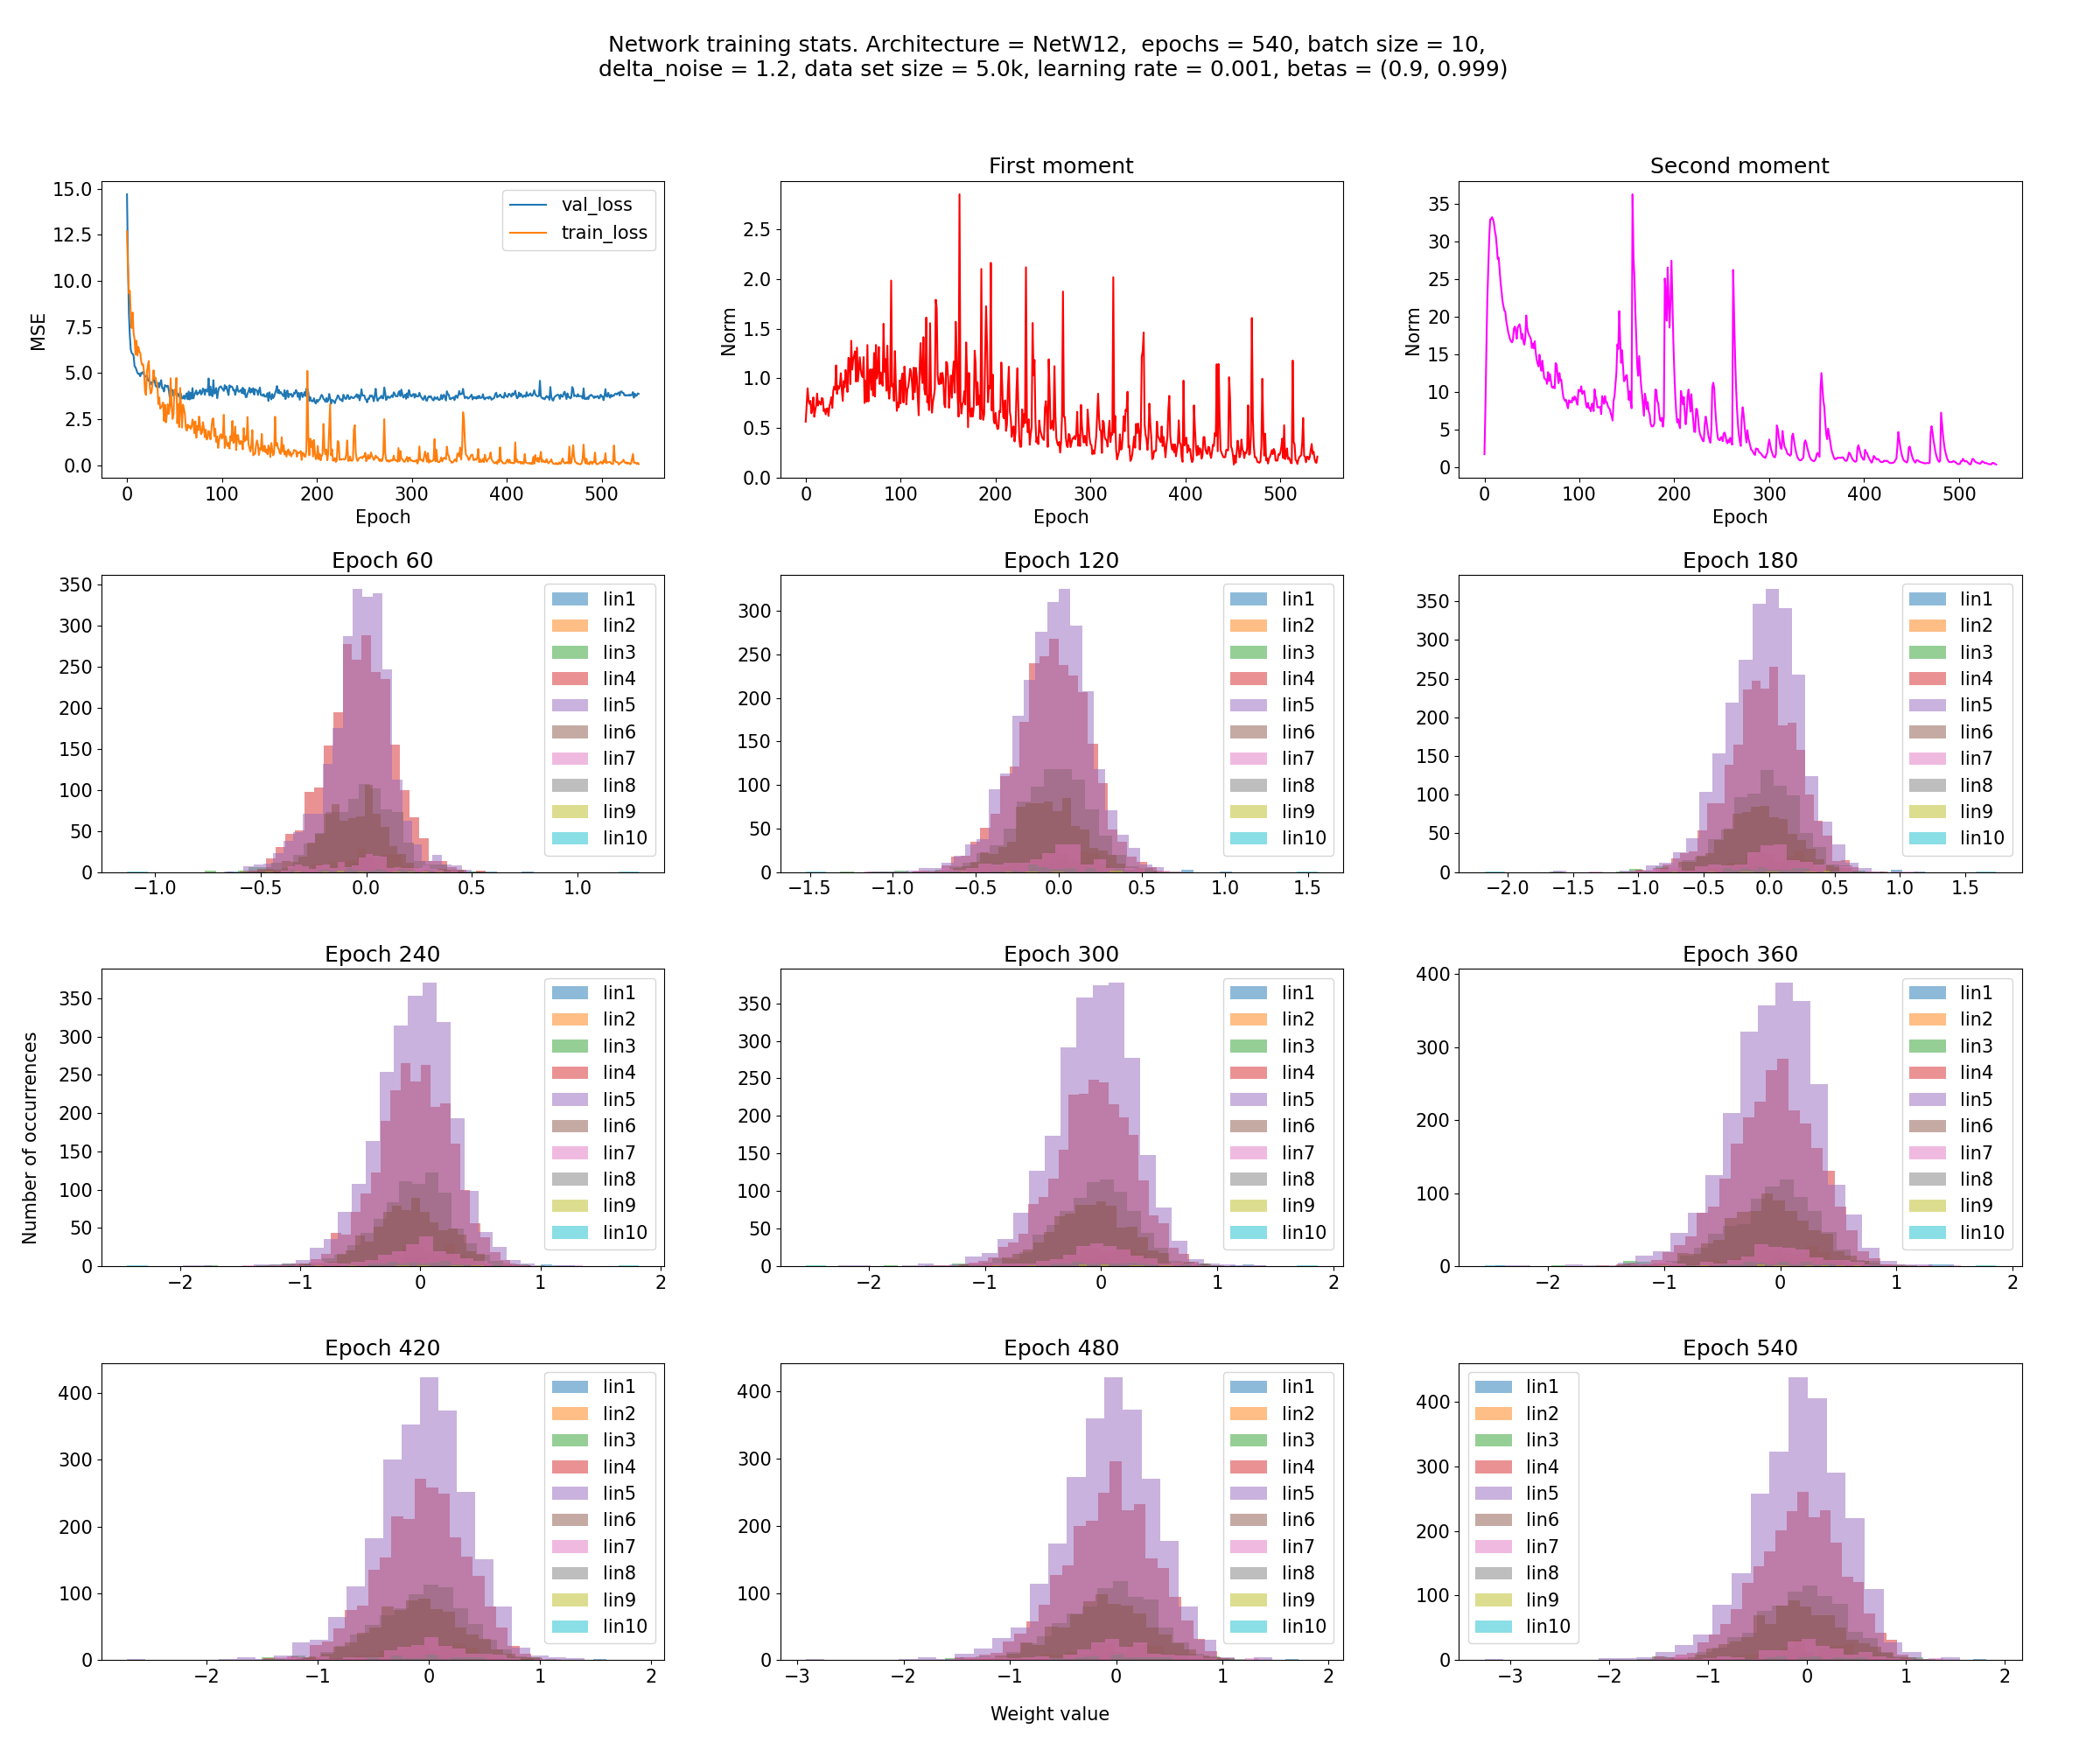 Network training stats. Architecture = NetW12,  epochs = 540, batch size = 10,
delta_noise = 1.2, data set size = 5.0k, learning rate = 0.001, betas = (0.9, 0.999)
First moment
Second moment
15.0
12.5
10.0
7.5
5.0
2.5
0.0
MSE
val_loss
train_loss
0 100 200 300 400 500
Epoch
2.5
2.0
1.5
1.0
0.5
0.0
Norm
0 100 200 300 400 500
Epoch
35
30
25
20
15
10
5
0
Norm
0 100 200 300 400 500
Epoch
Epoch 60
350
300
250
200
150
100
50
0
lin1
lin2
lin3
lin4
lin5
lin6
lin7
lin8
lin9
lin10
−1.0 −0.5 0.0 0.5 1.0
Epoch 120
300
250
200
150
100
50
0
lin1
lin2
lin3
lin4
lin5
lin6
lin7
lin8
lin9
lin10
−1.5 −1.0 −0.5 0.0 0.5 1.0 1.5
Epoch 180
350
300
250
200
150
100
50
0
lin1
lin2
lin3
lin4
lin5
lin6
lin7
lin8
lin9
lin10
−2.0 −1.5 −1.0 −0.5 0.0 0.5 1.0 1.5
Number of occurrences
Epoch 240
350
300
250
200
150
100
50
0
lin1
lin2
lin3
lin4
lin5
lin6
lin7
lin8
lin9
lin10
−2 −1 0 1 2
Epoch 300
350
300
250
200
150
100
50
0
lin1
lin2
lin3
lin4
lin5
lin6
lin7
lin8
lin9
lin10
−2 −1 0 1 2
Epoch 360
400
300
200
100
0
lin1
lin2
lin3
lin4
lin5
lin6
lin7
lin8
lin9
lin10
−2 −1 0 1 2
Epoch 420
400
300
200
100
0
lin1
lin2
lin3
lin4
lin5
lin6
lin7
lin8
lin9
lin10
−2 −1 0 1 2
Epoch 480
400
300
200
100
0
lin1
lin2
lin3
lin4
lin5
lin6
lin7
lin8
lin9
lin10
−3 −2 −1 0 1 2
Epoch 540
400
300
200
100
0
lin1
lin2
lin3
lin4
lin5
lin6
lin7
lin8
lin9
lin10
−3 −2 −1 0 1 2
Weight value